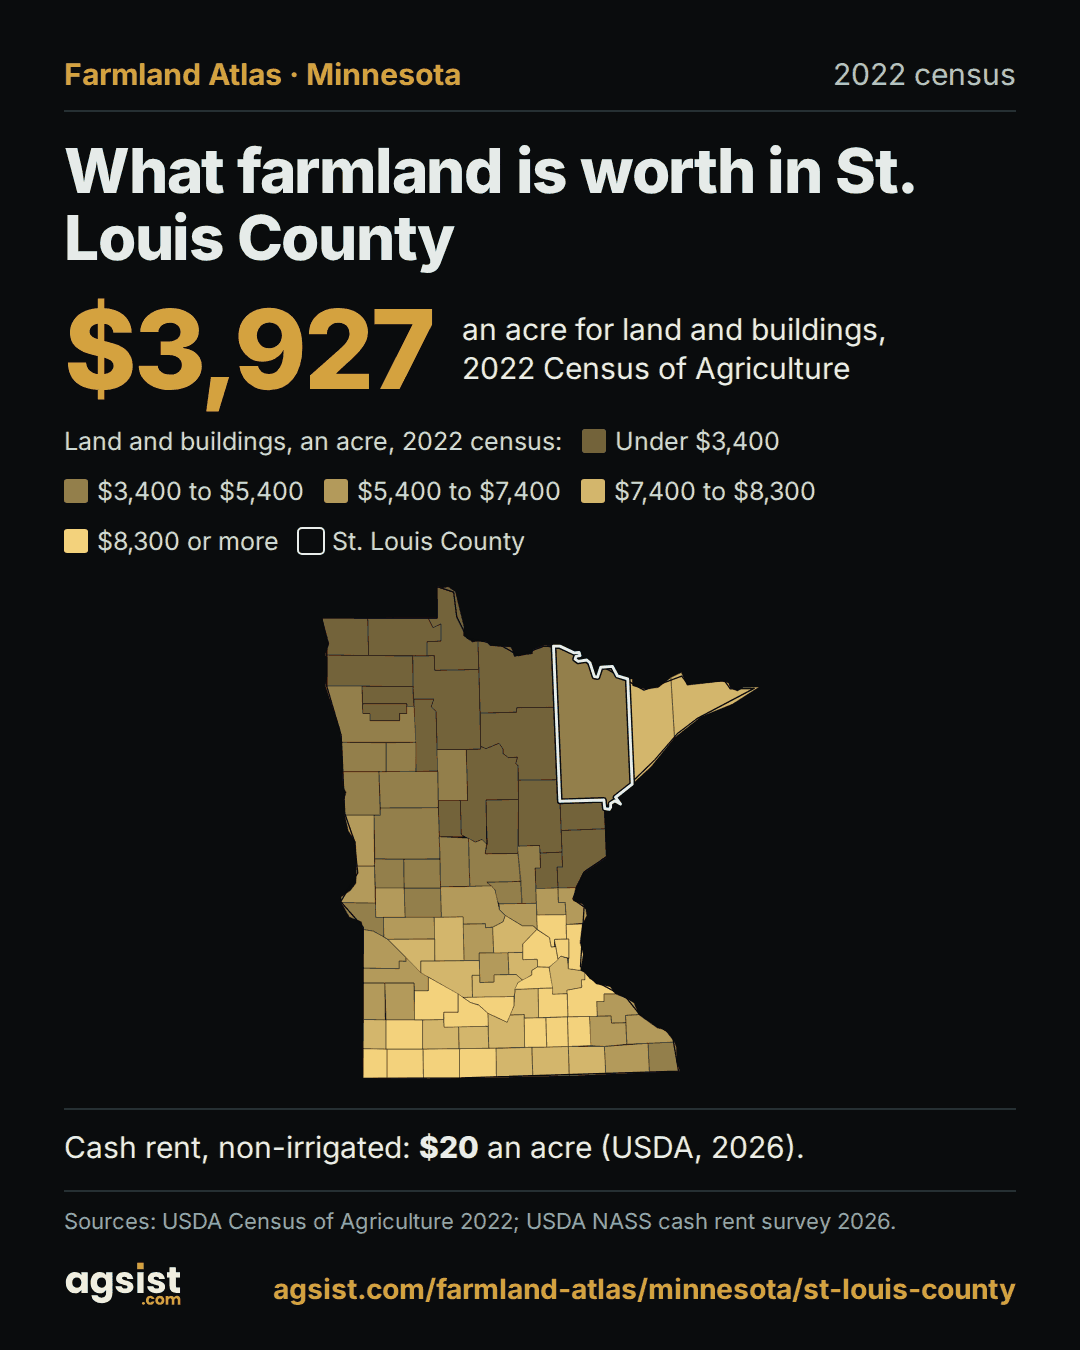 Farmland Atlas · Minnesota
2022 census
What farmland is worth in St.
Louis County
$3,927
an acre for land and buildings,
2022 Census of Agriculture
Land and buildings, an acre, 2022 census: Under $3,400
$3,400 to $5,400 $5,400 to $7,400 $7,400 to $8,300
$8,300 or more St. Louis County
Cash rent, non-irrigated: $20 an acre (USDA, 2026).
Sources: USDA Census of Agriculture 2022; USDA NASS cash rent survey 2026.
agsist
.com
agsist.com/farmland-atlas/minnesota/st-louis-county